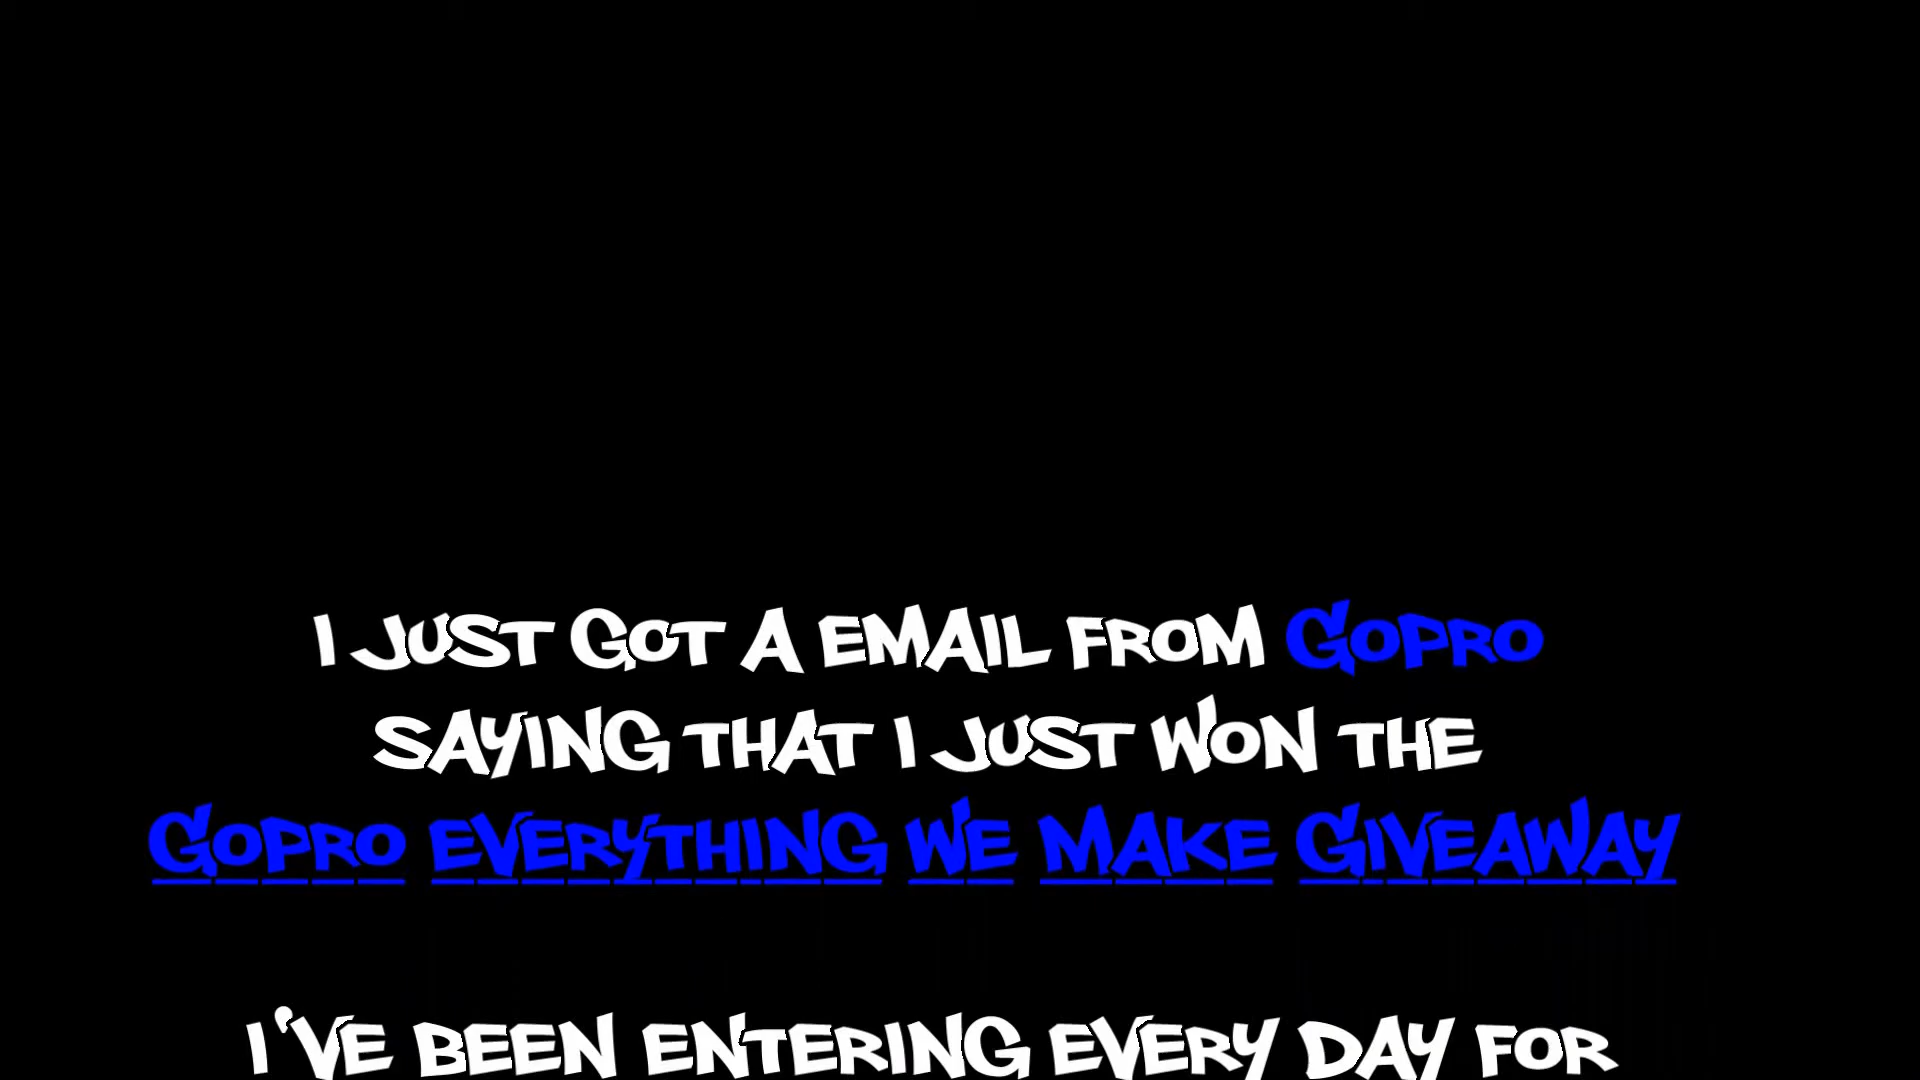 I JUST GOT A EMAIL FROM GOPRO
SAYING THAT I JUST WON THE
GOPRO EVERYTHING WE MAKE GIVEAWAY
I'VE BEEN ENTERING EVERY DAY FOR